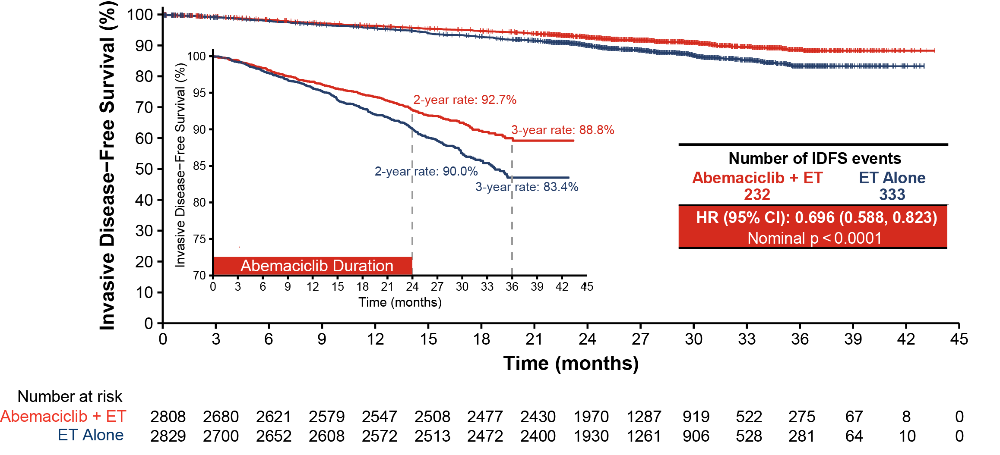 Invasive Disease–Free Survival (%)
100
90
80
70
60
50
40
30
20
10
0
0 3 6 9 12 15 18 21 24 27 30 33 36 39 42 45
Time (months)
Invasive Disease–Free Survival (%)
100
95
90
85
80
75
70
2-year rate: 92.7%
3-year rate: 88.8%
2-year rate: 90.0%
3-year rate: 83.4%
Abemaciclib Duration
0 3 6 9 12 15 18 21 24 27 30 33 36 39 42 45
Time (months)
Number of IDFS events
Abemaciclib + ET ET Alone
232 333
HR (95% CI): 0.696 (0.588, 0.823)
Nominal p < 0.0001
Number at risk
Abemaciclib + ET 2808 2680 2621 2579 2547 2508 2477 2430 1970 1287 919 522 275 67 8 0
ET Alone 2829 2700 2652 2608 2572 2513 2472 2400 1930 1261 906 528 281 64 10 0